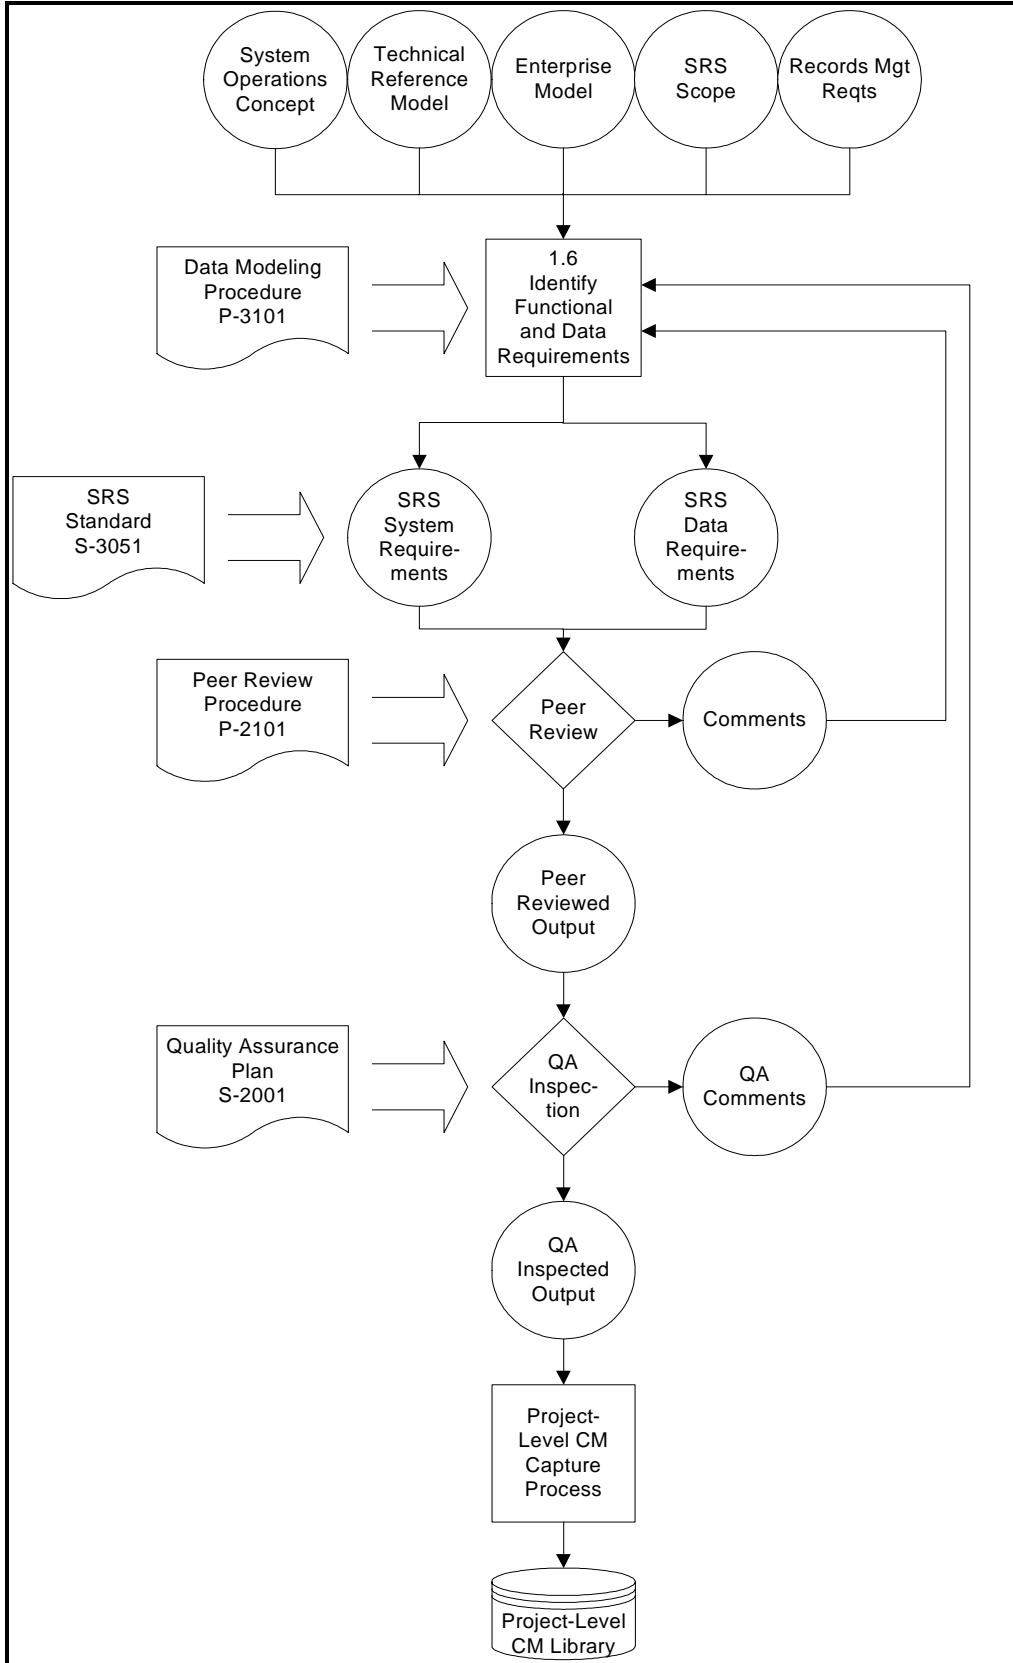 System
Operations
Concept
Technical
Reference
Model
Enterprise
Model
SRS
Scope
Records Mgt
Reqts
Data Modeling
Procedure
P-3101
1.6
Identify
Functional
and Data
Requirements
SRS
Standard
S-3051
SRS
System
Require-
ments
SRS
Data
Require-
ments
Peer Review
Procedure
P-2101
Peer
Review
Comments
Peer
Reviewed
Output
Quality Assurance
Plan
S-2001
QA
Inspec-
tion
QA
Comments
QA
Inspected
Output
Project-
Level CM
Capture
Process
Project-Level
CM Library